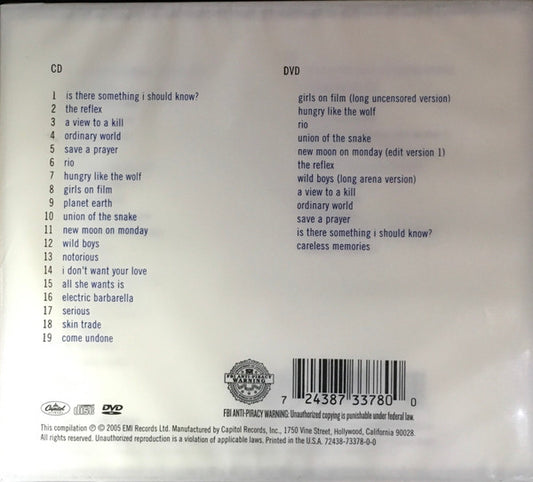 CD
1 is there something i should know?
2 the reflex
3 a view to a kill
4 ordinary world
5 save a prayer
6 rio
7 hungry like the wolf
8 girls on film
9 planet earth
10 union of the snake
11 new moon on monday
12 wild boys
13 notorious
14 i don't want your love
15 all she wants is
16 electric barbarella
17 serious
18 skin trade
19 come undone
DVD
girls on film (long uncensored version)
hungry like the wolf
rio
union of the snake
new moon on monday (edit version 1)
the reflex
wild boys (long arena version)
a view to a kill
ordinary world
save a prayer
is there something i should know?
careless memories
FBI ANTI-PIRACY
WARNING
7 24387 33780 0
Capitol
DVD
FBI ANTI-PIRACY WARNING: Unauthorized copying is punishable under federal law.
This compilation ℗ © 2005 EMI Records Ltd. Manufactured by Capitol Records, Inc., 1750 Vine Street, Hollywood, California 90028.
All rights reserved. Unauthorized reproduction is a violation of applicable laws. Printed in the U.S.A. 72438-73378-0-0